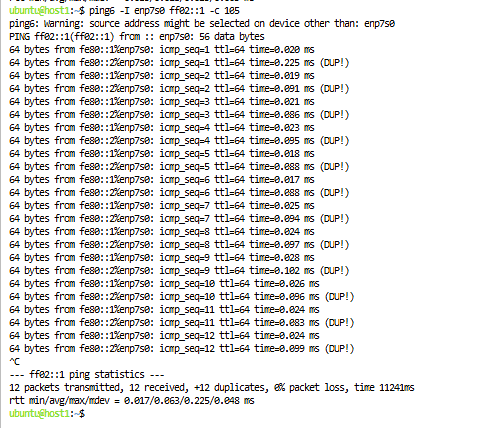 ubuntu@host1:~$ ping6 -I enp7s0 ff02::1 -c 105
ping6: Warning: source address might be selected on device other than: enp7s0
PING ff02::1(ff02::1) from :: enp7s0: 56 data bytes
64 bytes from fe80::1%enp7s0: icmp_seq=1 ttl=64 time=0.020 ms
64 bytes from fe80::2%enp7s0: icmp_seq=1 ttl=64 time=0.225 ms (DUP!)
64 bytes from fe80::1%enp7s0: icmp_seq=2 ttl=64 time=0.019 ms
64 bytes from fe80::2%enp7s0: icmp_seq=2 ttl=64 time=0.091 ms (DUP!)
64 bytes from fe80::1%enp7s0: icmp_seq=3 ttl=64 time=0.021 ms
64 bytes from fe80::2%enp7s0: icmp_seq=3 ttl=64 time=0.086 ms (DUP!)
64 bytes from fe80::1%enp7s0: icmp_seq=4 ttl=64 time=0.023 ms
64 bytes from fe80::2%enp7s0: icmp_seq=4 ttl=64 time=0.095 ms (DUP!)
64 bytes from fe80::1%enp7s0: icmp_seq=5 ttl=64 time=0.018 ms
64 bytes from fe80::2%enp7s0: icmp_seq=5 ttl=64 time=0.088 ms (DUP!)
64 bytes from fe80::1%enp7s0: icmp_seq=6 ttl=64 time=0.017 ms
64 bytes from fe80::2%enp7s0: icmp_seq=6 ttl=64 time=0.088 ms (DUP!)
64 bytes from fe80::1%enp7s0: icmp_seq=7 ttl=64 time=0.025 ms
64 bytes from fe80::2%enp7s0: icmp_seq=7 ttl=64 time=0.094 ms (DUP!)
64 bytes from fe80::1%enp7s0: icmp_seq=8 ttl=64 time=0.024 ms
64 bytes from fe80::2%enp7s0: icmp_seq=8 ttl=64 time=0.097 ms (DUP!)
64 bytes from fe80::1%enp7s0: icmp_seq=9 ttl=64 time=0.028 ms
64 bytes from fe80::2%enp7s0: icmp_seq=9 ttl=64 time=0.102 ms (DUP!)
64 bytes from fe80::1%enp7s0: icmp_seq=10 ttl=64 time=0.026 ms
64 bytes from fe80::2%enp7s0: icmp_seq=10 ttl=64 time=0.096 ms (DUP!)
64 bytes from fe80::1%enp7s0: icmp_seq=11 ttl=64 time=0.024 ms
64 bytes from fe80::2%enp7s0: icmp_seq=11 ttl=64 time=0.083 ms (DUP!)
64 bytes from fe80::1%enp7s0: icmp_seq=12 ttl=64 time=0.024 ms
64 bytes from fe80::2%enp7s0: icmp_seq=12 ttl=64 time=0.099 ms (DUP!)
^C
--- ff02::1 ping statistics ---
12 packets transmitted, 12 received, +12 duplicates, 0% packet loss, time 11241ms
rtt min/avg/max/mdev = 0.017/0.063/0.225/0.048 ms
ubuntu@host1:~$